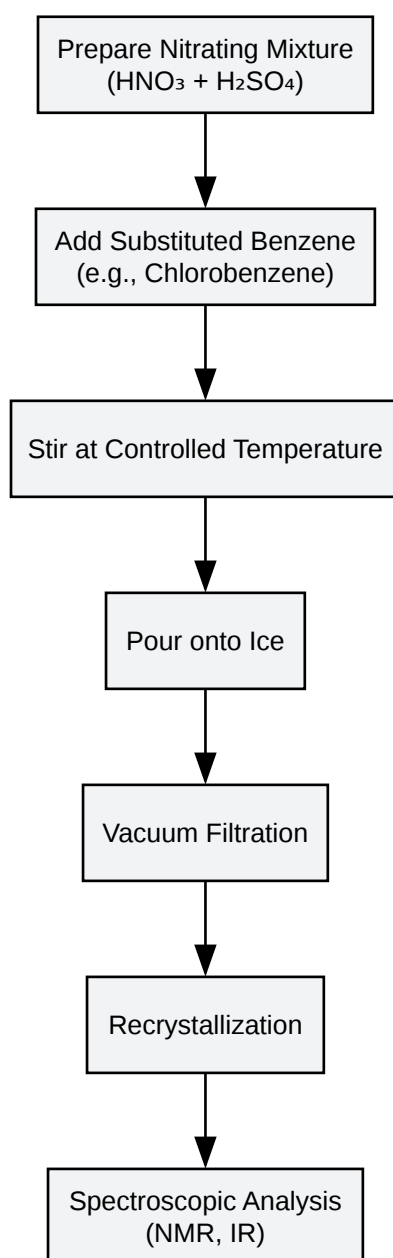 Prepare Nitrating Mixture
(HNO₃ + H₂SO₄)
Add Substituted Benzene
(e.g., Chlorobenzene)
Stir at Controlled Temperature
Pour onto Ice
Vacuum Filtration
Recrystallization
Spectroscopic Analysis
(NMR, IR)